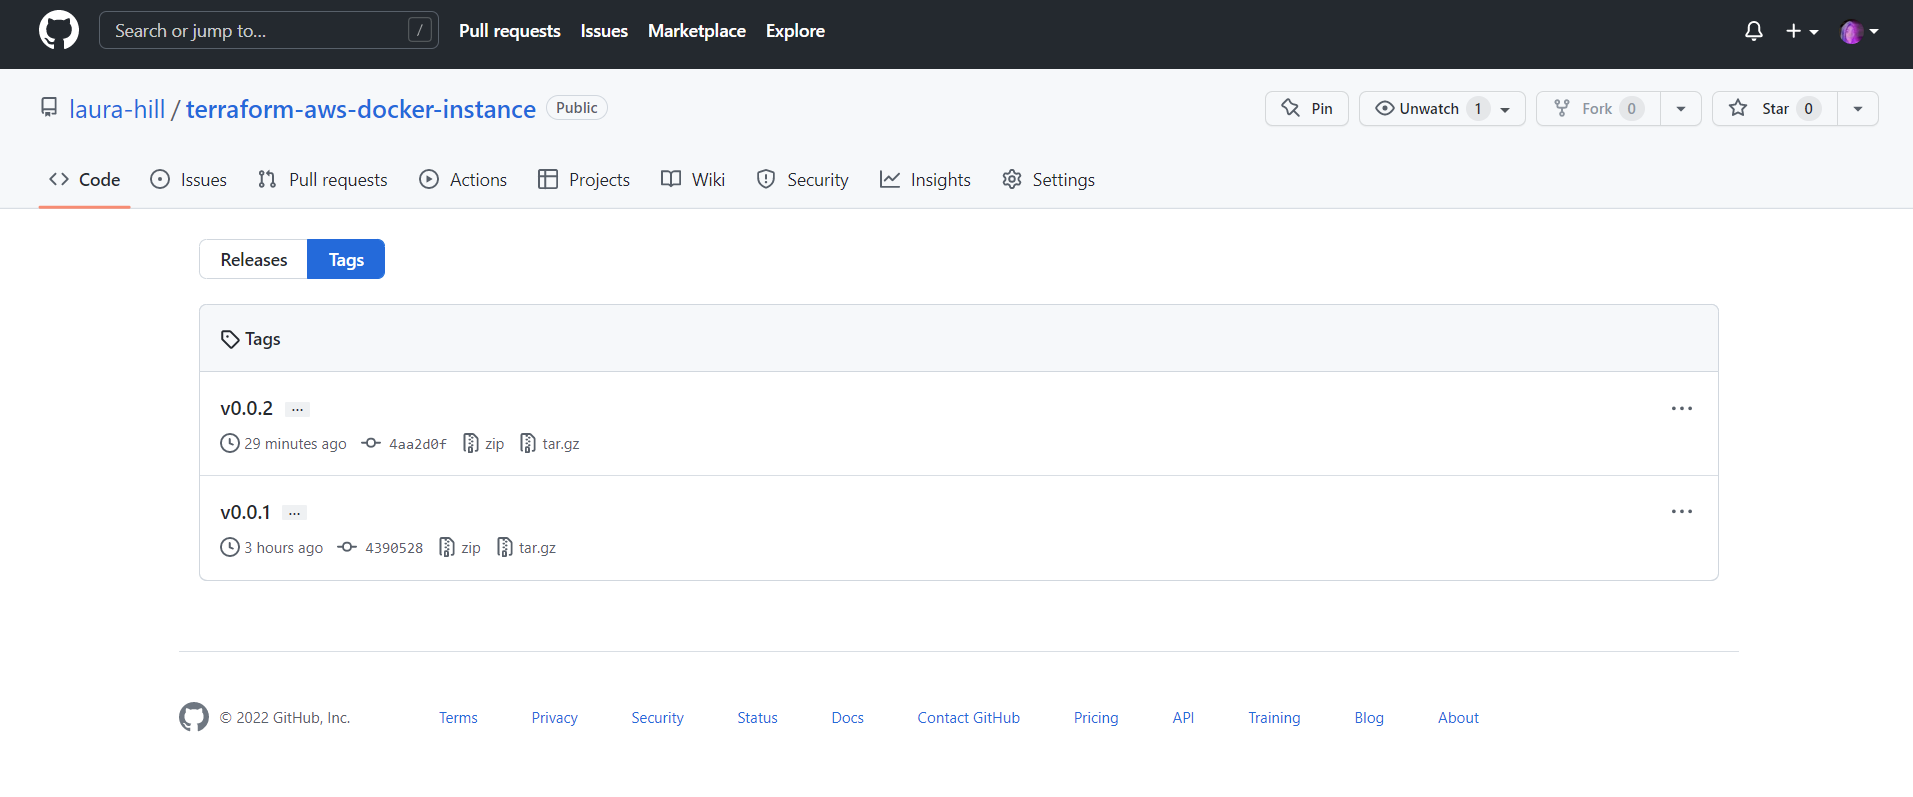 Search or jump to... / Pull requests Issues Marketplace Explore
laura-hill / terraform-aws-docker-instance Public Pin Unwatch 1 Fork 0 Star 0
Code Issues Pull requests Actions Projects Wiki Security Insights Settings
Releases Tags
Tags
v0.0.2 ...
29 minutes ago 4aa2d0f zip tar.gz
v0.0.1 ...
3 hours ago 4390528 zip tar.gz
© 2022 GitHub, Inc. Terms Privacy Security Status Docs Contact GitHub Pricing API Training Blog About